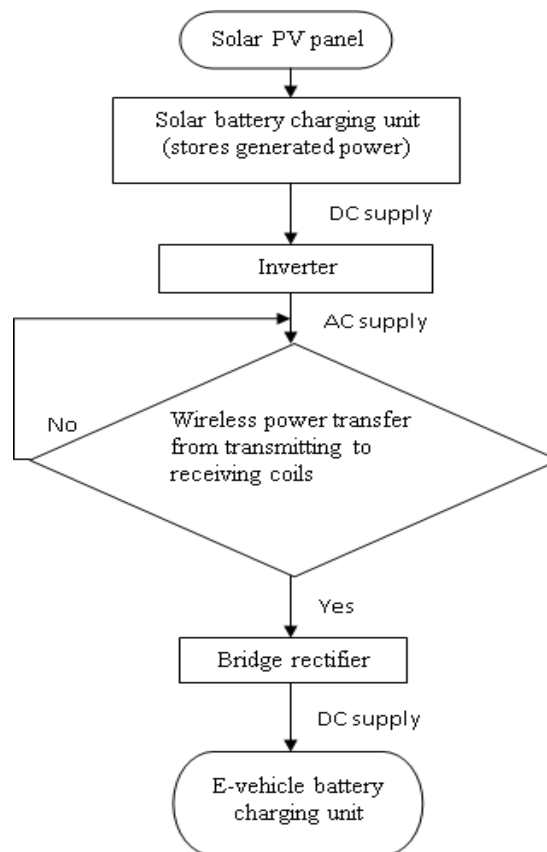 Solar PV panel
Solar battery charging unit
(stores generated power)
DC supply
Inverter
AC supply
No
Wireless power transfer
from transmitting to
receiving coils
Yes
Bridge rectifier
DC supply
E-vehicle battery
charging unit